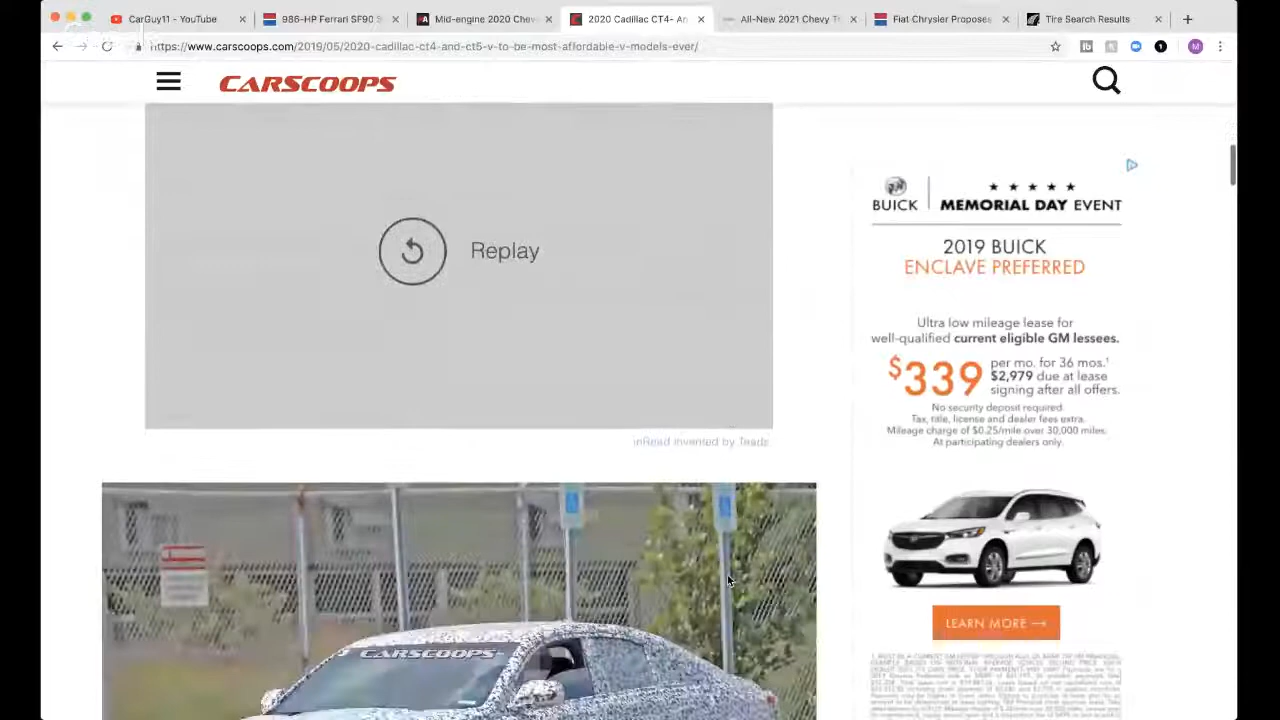 CarGuy11 - YouTube
986-HP Ferrari SF90 S
Mid-engine 2020 Chev
2020 Cadillac CT4- An
All-New 2021 Chevy T
Fiat Chrysler Proposes
Tire Search Results
https://www.carscoops.com/2019/05/2020-cadillac-ct4-and-ct5-v-to-be-most-affordable-v-models-ever/
M
CARSCOOPS
Replay
inRead invented by Teads
BUICK
MEMORIAL DAY EVENT
2019 BUICK
ENCLAVE PREFERRED
Ultra low mileage lease for
well-qualified current eligible GM lessees.
$339
per mo. for 36 mos.¹
$2,979 due at lease
signing after all offers.
No security deposit required.
Tax, title, license and dealer fees extra.
Mileage charge of $0.25/mile over 30,000 miles.
At participating dealers only.
LEARN MORE →
CARSCOOPS